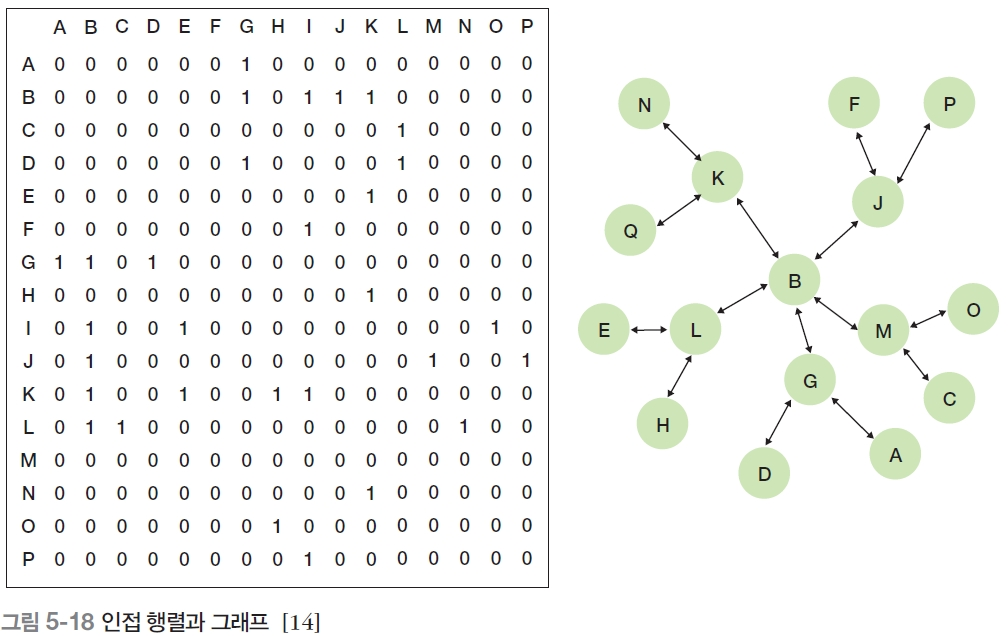 A B C D E F G H I J K L M N O P
A 0 0 0 0 0 0 1 0 0 0 0 0 0 0 0 0
B 0 0 0 0 0 0 1 0 1 1 1 0 0 0 0 0
C 0 0 0 0 0 0 0 0 0 0 0 1 0 0 0 0
D 0 0 0 0 0 0 1 0 0 0 0 1 0 0 0 0
E 0 0 0 0 0 0 0 0 0 0 1 0 0 0 0 0
F 0 0 0 0 0 0 0 0 1 0 0 0 0 0 0 0
G 1 1 0 1 0 0 0 0 0 0 0 0 0 0 0 0
H 0 0 0 0 0 0 0 0 0 0 1 0 0 0 0 0
I 0 1 0 0 1 0 0 0 0 0 0 0 0 0 1 0
J 0 1 0 0 0 0 0 0 0 0 0 0 1 0 0 1
K 0 1 0 0 1 0 0 1 1 0 0 0 0 0 0 0
L 0 1 1 0 0 0 0 0 0 0 0 0 0 1 0 0
M 0 0 0 0 0 0 0 0 0 0 0 0 0 0 0 0
N 0 0 0 0 0 0 0 0 0 0 1 0 0 0 0 0
O 0 0 0 0 0 0 0 1 0 0 0 0 0 0 0 0
P 0 0 0 0 0 0 0 0 1 0 0 0 0 0 0 0
N
F
P
K
J
Q
B
O
E
L
M
G
C
H
A
D
그림 5-18 인접 행렬과 그래프 [14]